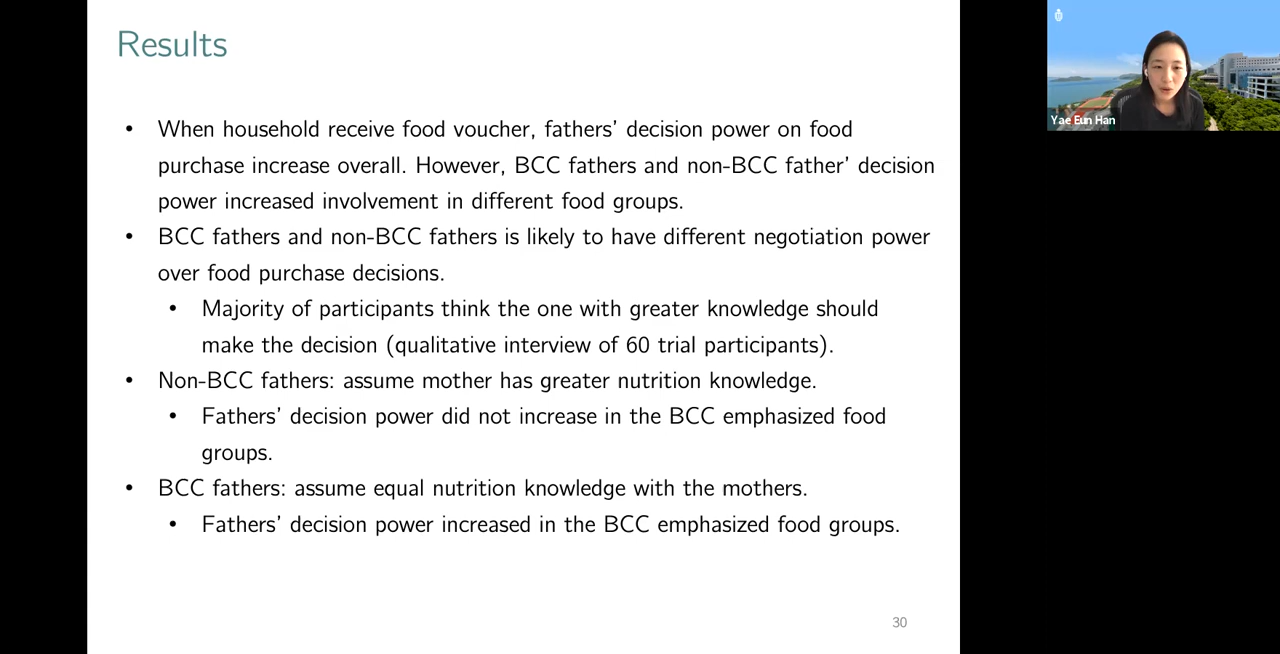 Results
• When household receive food voucher, fathers' decision power on food
purchase increase overall. However, BCC fathers and non-BCC father' decision
power increased involvement in different food groups.
• BCC fathers and non-BCC fathers is likely to have different negotiation power
over food purchase decisions.
• Majority of participants think the one with greater knowledge should
make the decision (qualitative interview of 60 trial participants).
• Non-BCC fathers: assume mother has greater nutrition knowledge.
• Fathers' decision power did not increase in the BCC emphasized food
groups.
• BCC fathers: assume equal nutrition knowledge with the mothers.
• Fathers' decision power increased in the BCC emphasized food groups.
30
Yae Eun Han